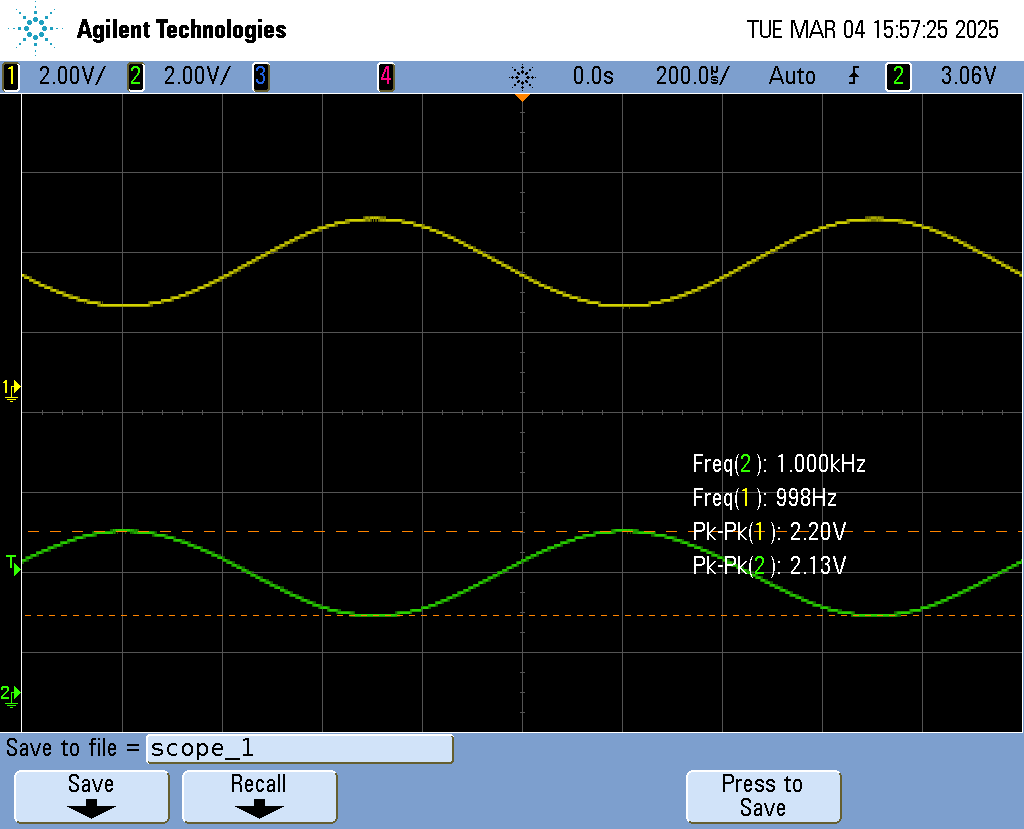 Agilent Technologies
TUE MAR 04 15:57:25 2025
1 2.00V/ 2 2.00V/ 3 4 0.0s 200.0㎲/ Auto 2 3.06V
1
Freq(2): 1.000kHz
Freq(1): 998Hz
Pk-Pk(1): 2.20V
T
Pk-Pk(2): 2.13V
2
Save to file = scope_1
Save
Recall
Press to
Save